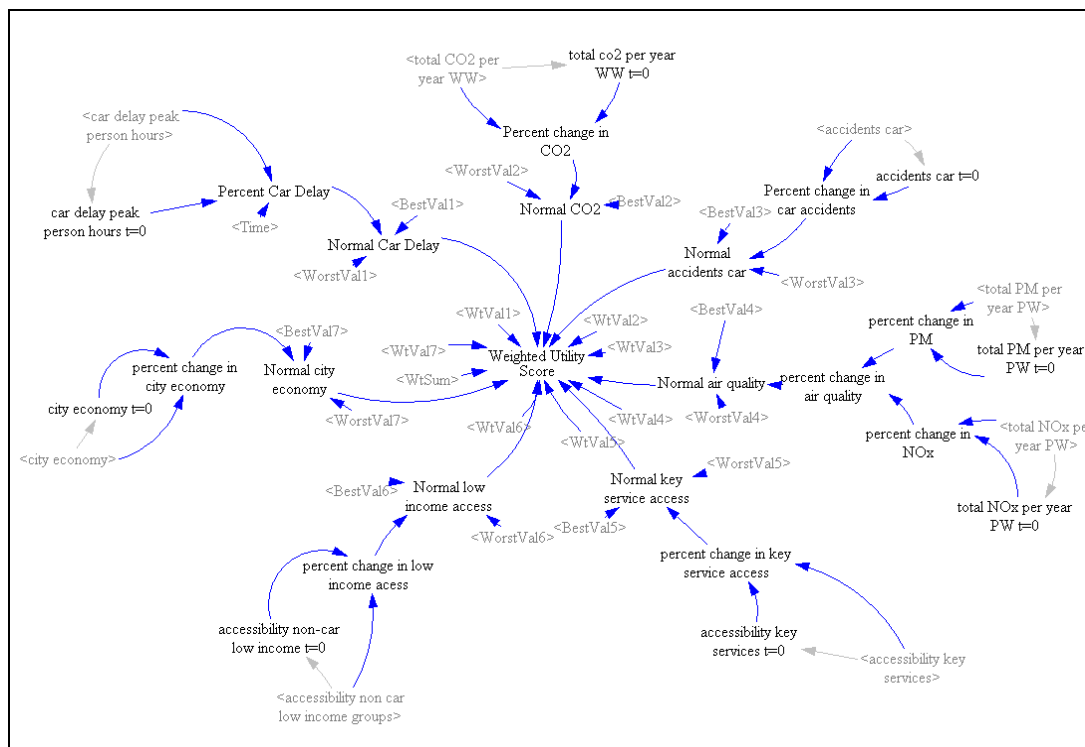 <total CO2 per
year WW>
total co2 per year
WW t=0
<car delay peak
person hours>
Percent change in
CO2
<accidents car>
accidents car t=0
Percent Car Delay
car delay peak
person hours t=0
<Time>
<WorstVal2>
<BestVal2>
Normal CO2
Percent change in
car accidents
<BestVal1>
Normal Car Delay
<WorstVal1>
<BestVal3>
Normal
accidents car
<WorstVal3>
<total PM per
year PW>
<BestVal4>
percent change in
PM
total PM per year
PW t=0
<WtVal1>
<WtVal2>
<WtVal7>
Weighted Utility
Score
<WtVal3>
<BestVal7>
percent change in
city economy
Normal city
economy
<WtSum>
Normal air quality
percent change in
air quality
city economy t=0
<WorstVal7>
<WtVal6>
<WtVal5>
<WtVal4>
<WorstVal4>
percent change in
NOx
<total NOx per
year PW>
<city economy>
<WorstVal5>
<BestVal6>
Normal low
income access
Normal key
service access
total NOx per year
PW t=0
<WorstVal6>
<BestVal5>
percent change in low
income acess
percent change in key
service access
accessibility non-car
low income t=0
accessibility key
services t=0
<accessibility key
services>
<accessibility non car
low income groups>